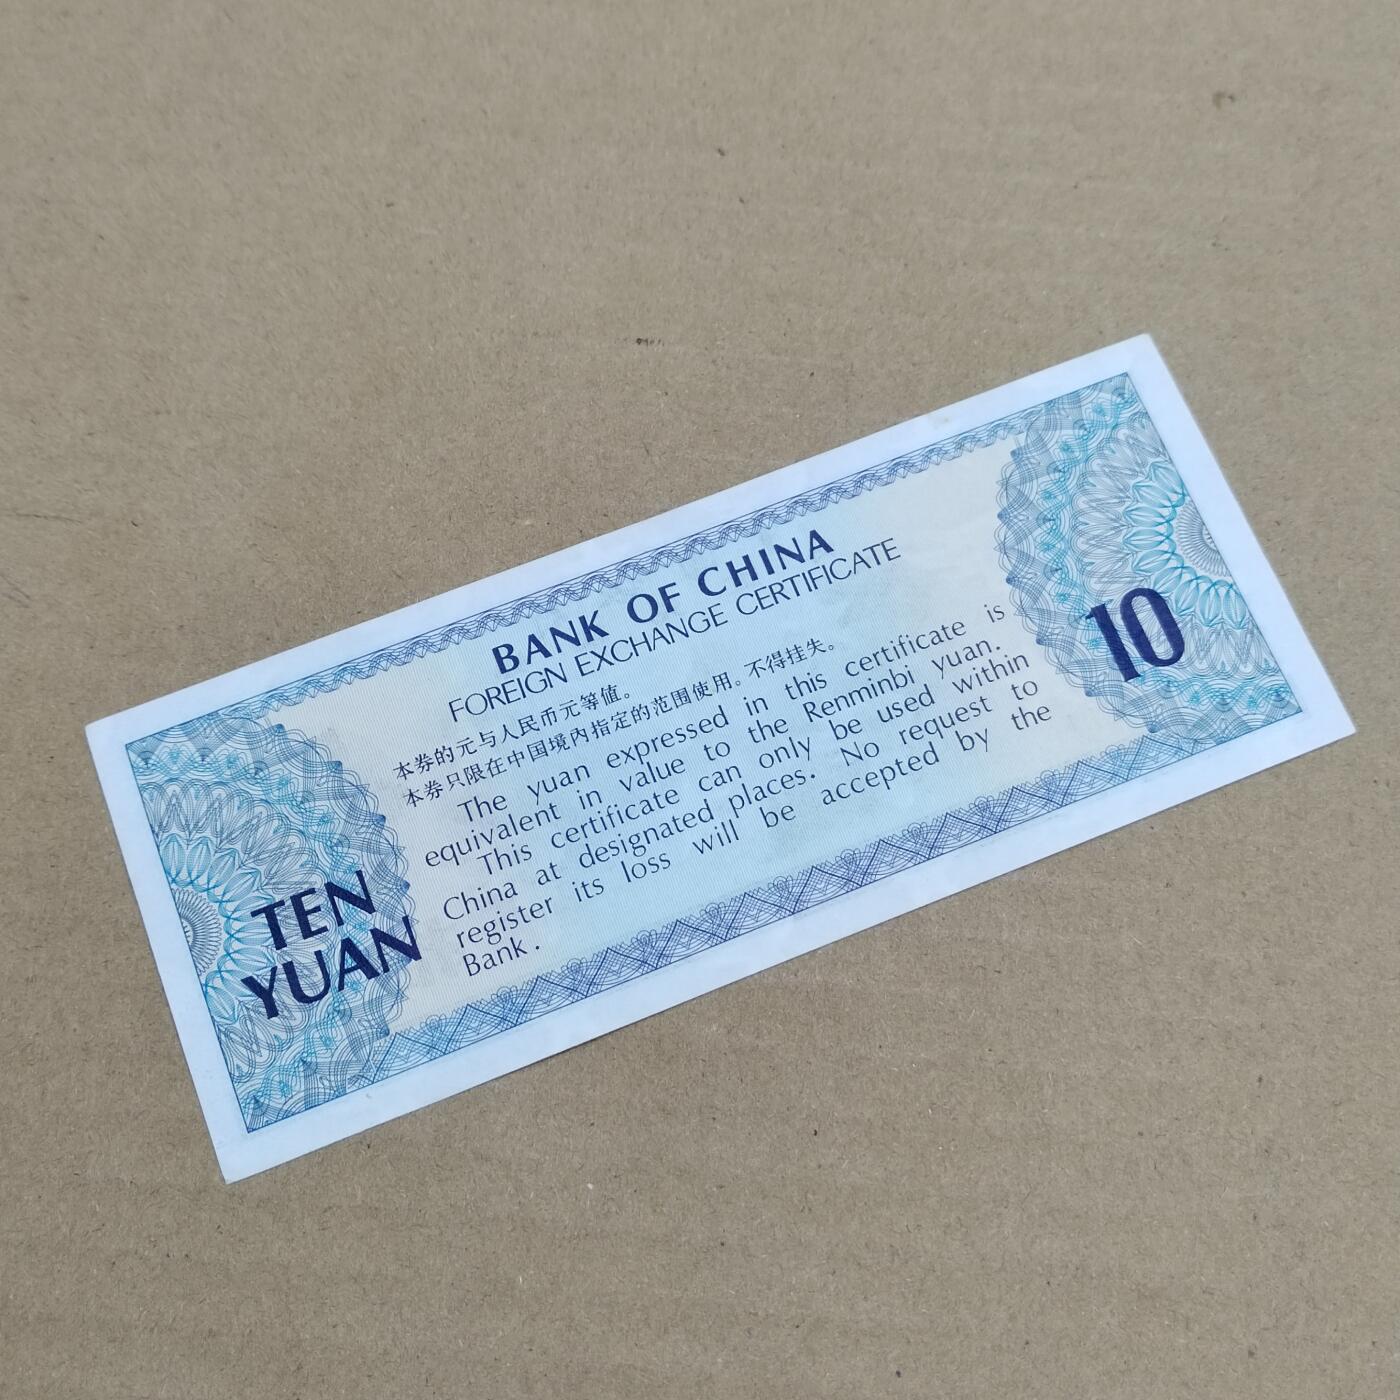 BANK OF CHINA
FOREIGN EXCHANGE CERTIFICATE
本券的元与人民币元等值。
本券只限在中国境内指定的范围使用。不得挂失。
The yuan expressed in this certificate is
equivalent in value to the Renminbi yuan.
This certificate can only be used within
China at designated places. No request to
register its loss will be accepted by the
Bank.
TEN
YUAN
10